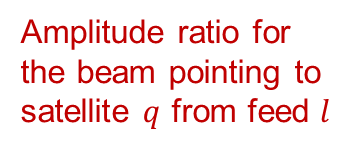 Amplitude ratio for
the beam pointing to
satellite q from feed l